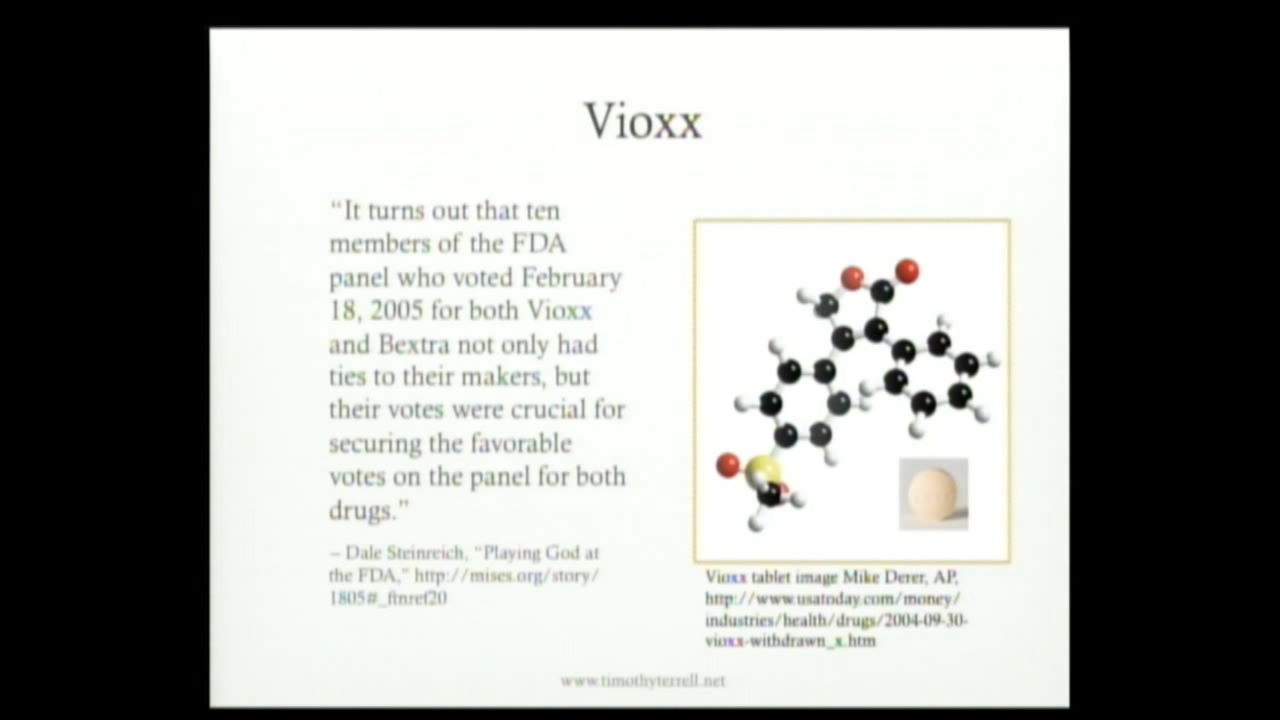 Vioxx
“It turns out that ten
members of the FDA
panel who voted February
18, 2005 for both Vioxx
and Bextra not only had
ties to their makers, but
their votes were crucial for
securing the favorable
votes on the panel for both
drugs.”
– Dale Steinreich, “Playing God at
the FDA,” http://mises.org/story/
1805#_ftnref20
Vioxx tablet image Mike Derer, AP,
http://www.usatoday.com/money/
industries/health/drugs/2004-09-30-
vioxx-withdrawn_x.htm
www.timothyterrell.net